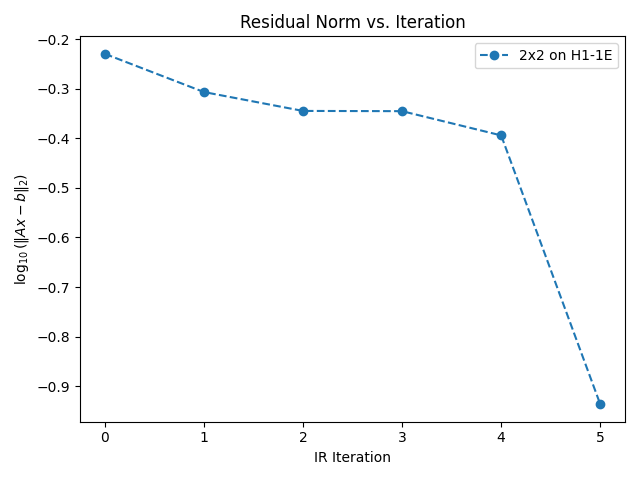 Residual Norm vs. Iteration
2x2 on H1-1E
log₁₀(‖Ax − b‖₂)
−0.2
−0.3
−0.4
−0.5
−0.6
−0.7
−0.8
−0.9
0 1 2 3 4 5
IR Iteration